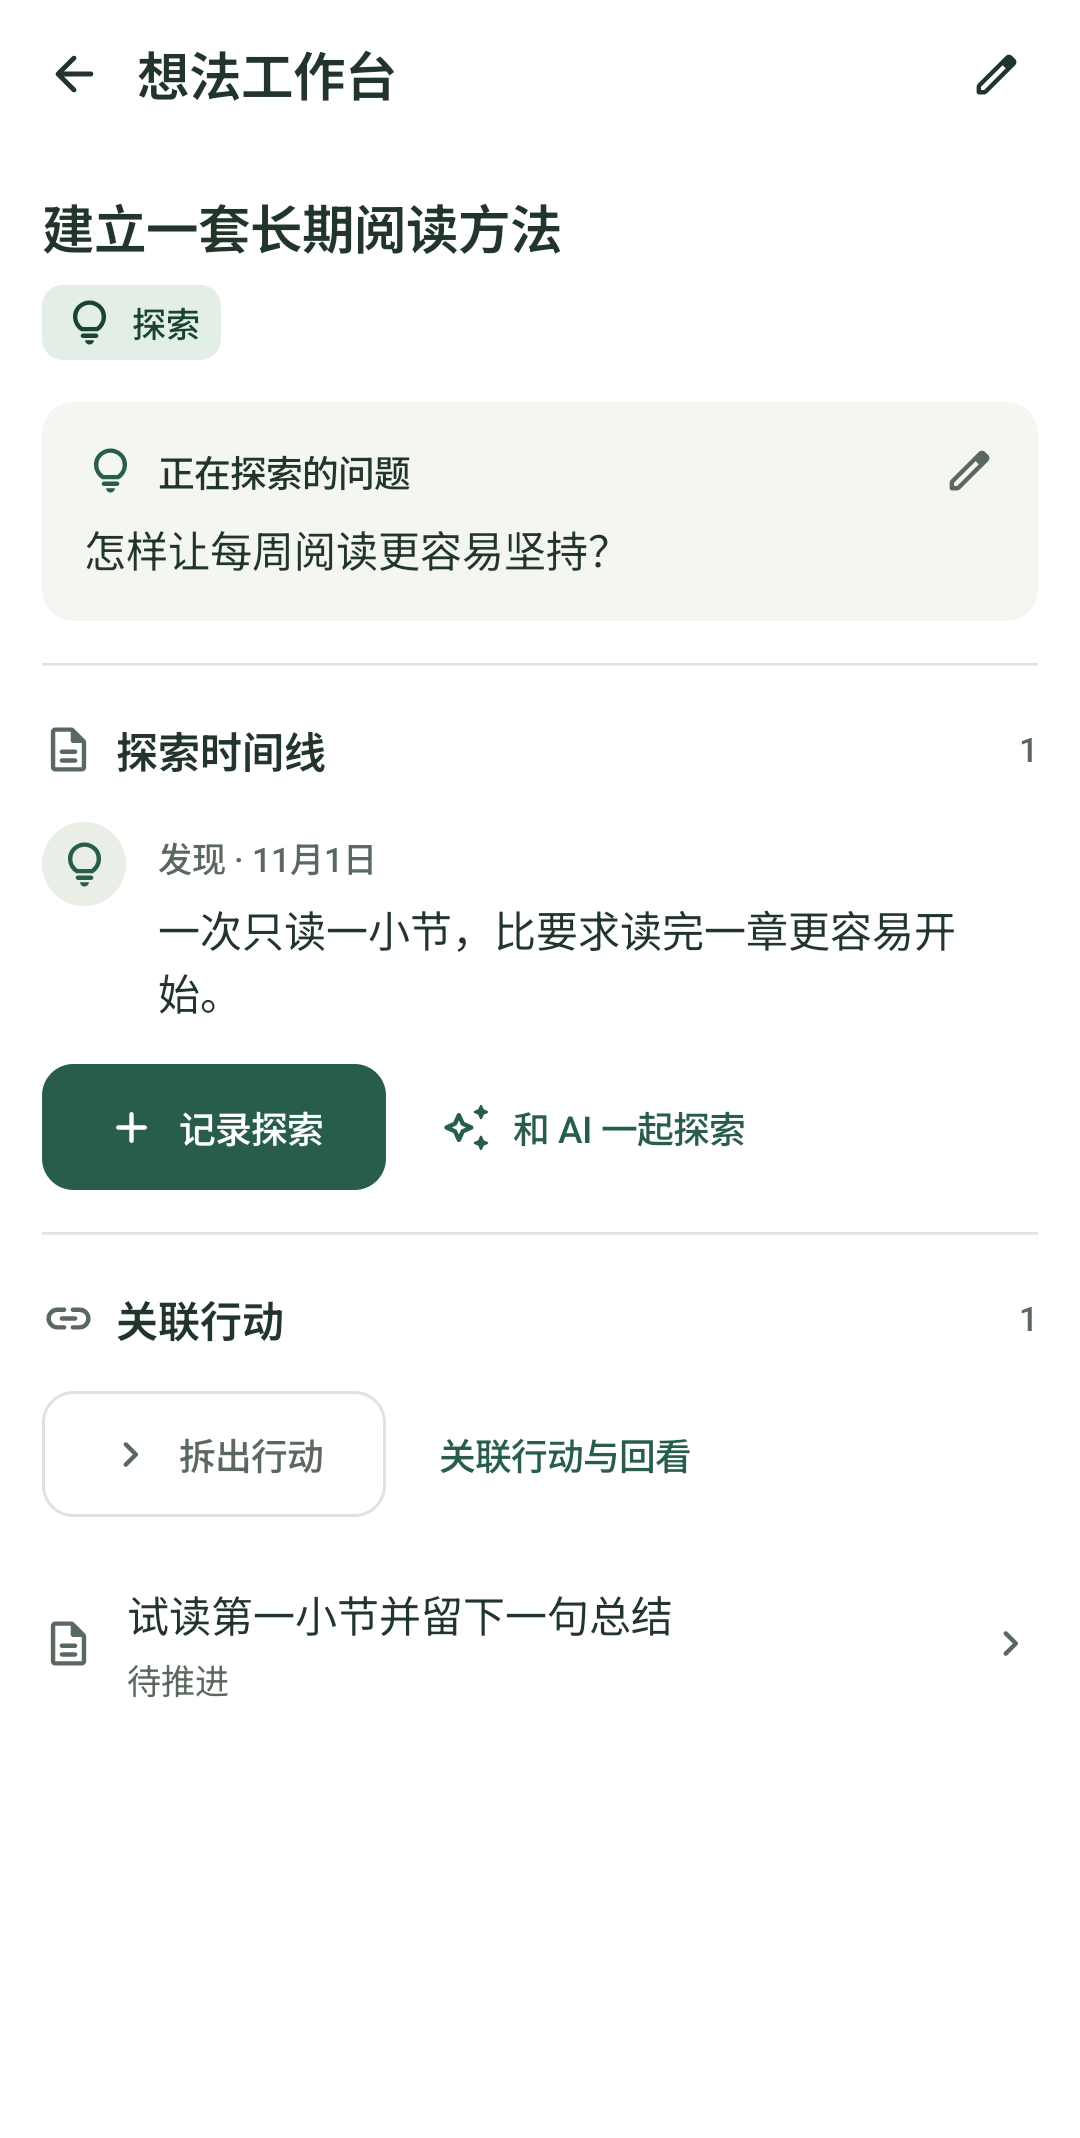 想法工作台
建立一套长期阅读方法
探索
正在探索的问题
怎样让每周阅读更容易坚持？
探索时间线
1
发现 · 11月1日
一次只读一小节，比要求读完一章更容易开
始。
记录探索
和 AI 一起探索
关联行动
1
拆出行动
关联行动与回看
试读第一小节并留下一句总结
待推进